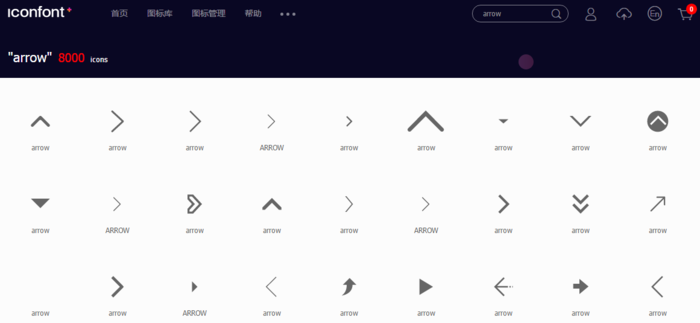 iconfont+ 首页 图标库 图标管理 帮助 arrow En 0
"arrow" 8000 icons
arrow arrow arrow ARROW arrow arrow arrow arrow arrow
arrow ARROW arrow arrow arrow ARROW arrow arrow arrow
arrow arrow ARROW arrow arrow arrow arrow arrow arrow